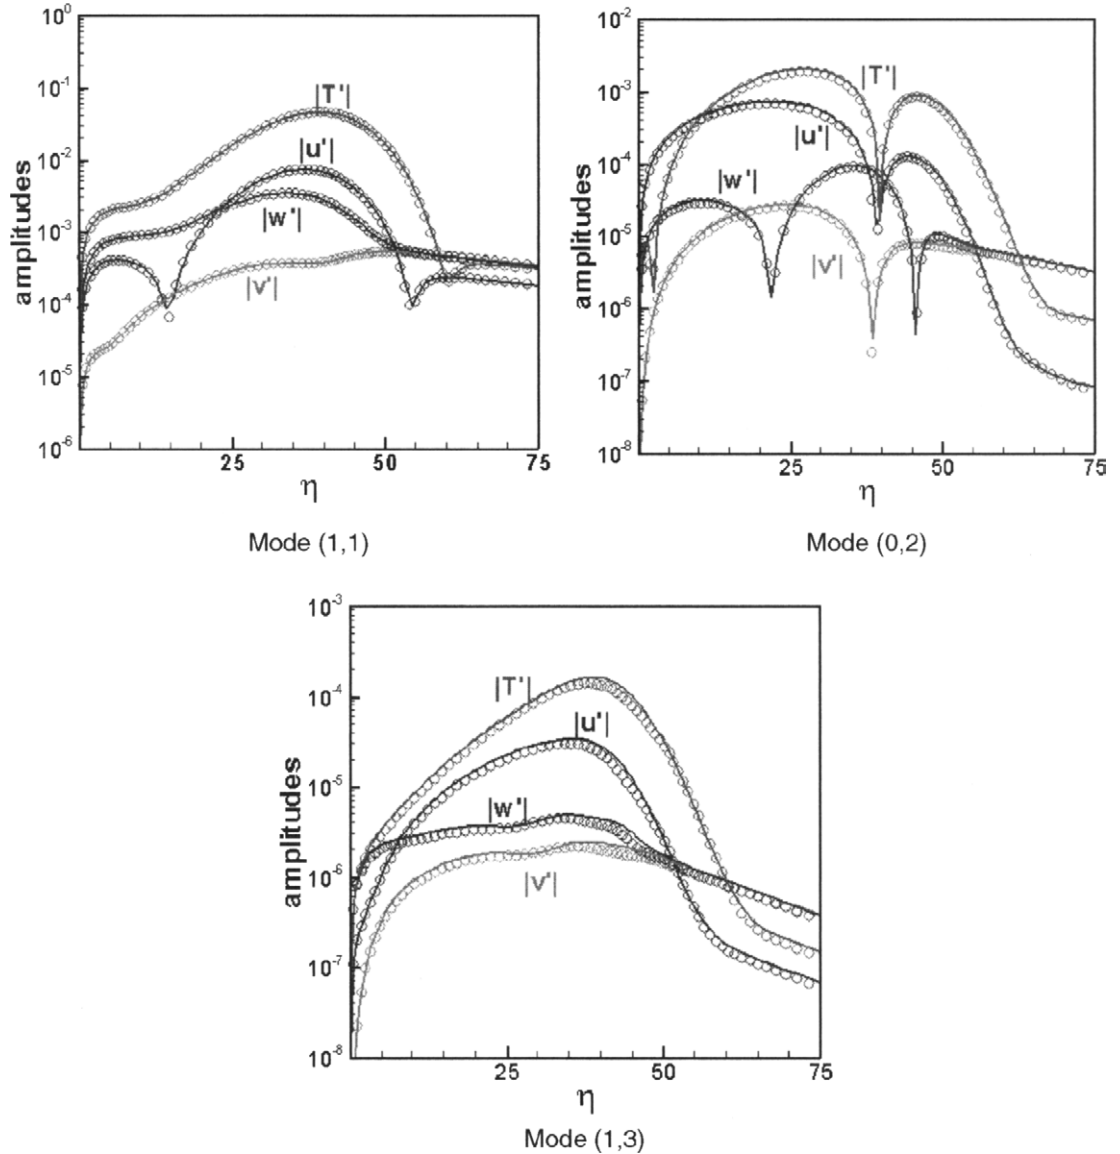 10⁰
10⁻¹
10⁻²
10⁻³
10⁻⁴
10⁻⁵
10⁻⁶
amplitudes
|T'|
|u'|
|w'|
|v'|
25
50
75
η
Mode (1,1)
10⁻²
10⁻³
10⁻⁴
10⁻⁵
10⁻⁶
10⁻⁷
10⁻⁸
amplitudes
|T'|
|u'|
|w'|
|v'|
25
50
75
η
Mode (0,2)
10⁻³
10⁻⁴
10⁻⁵
10⁻⁶
10⁻⁷
10⁻⁸
amplitudes
|T'|
|u'|
|w'|
|v'|
25
50
75
η
Mode (1,3)